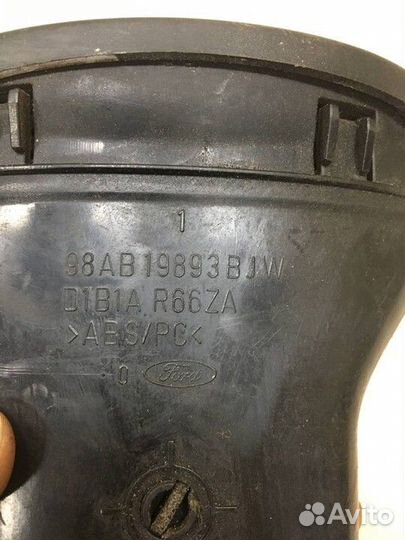 1
98AB19893BJW
D1B1A R66ZA
>ABS/PC<
0 Ford
Avito